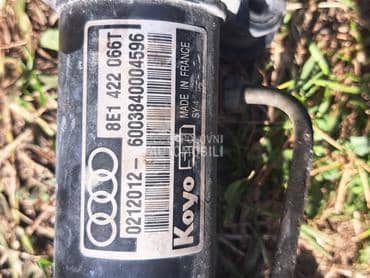 8E1 422 066T
0212012- 6003840004596
Koyo
MADE IN FRANCE